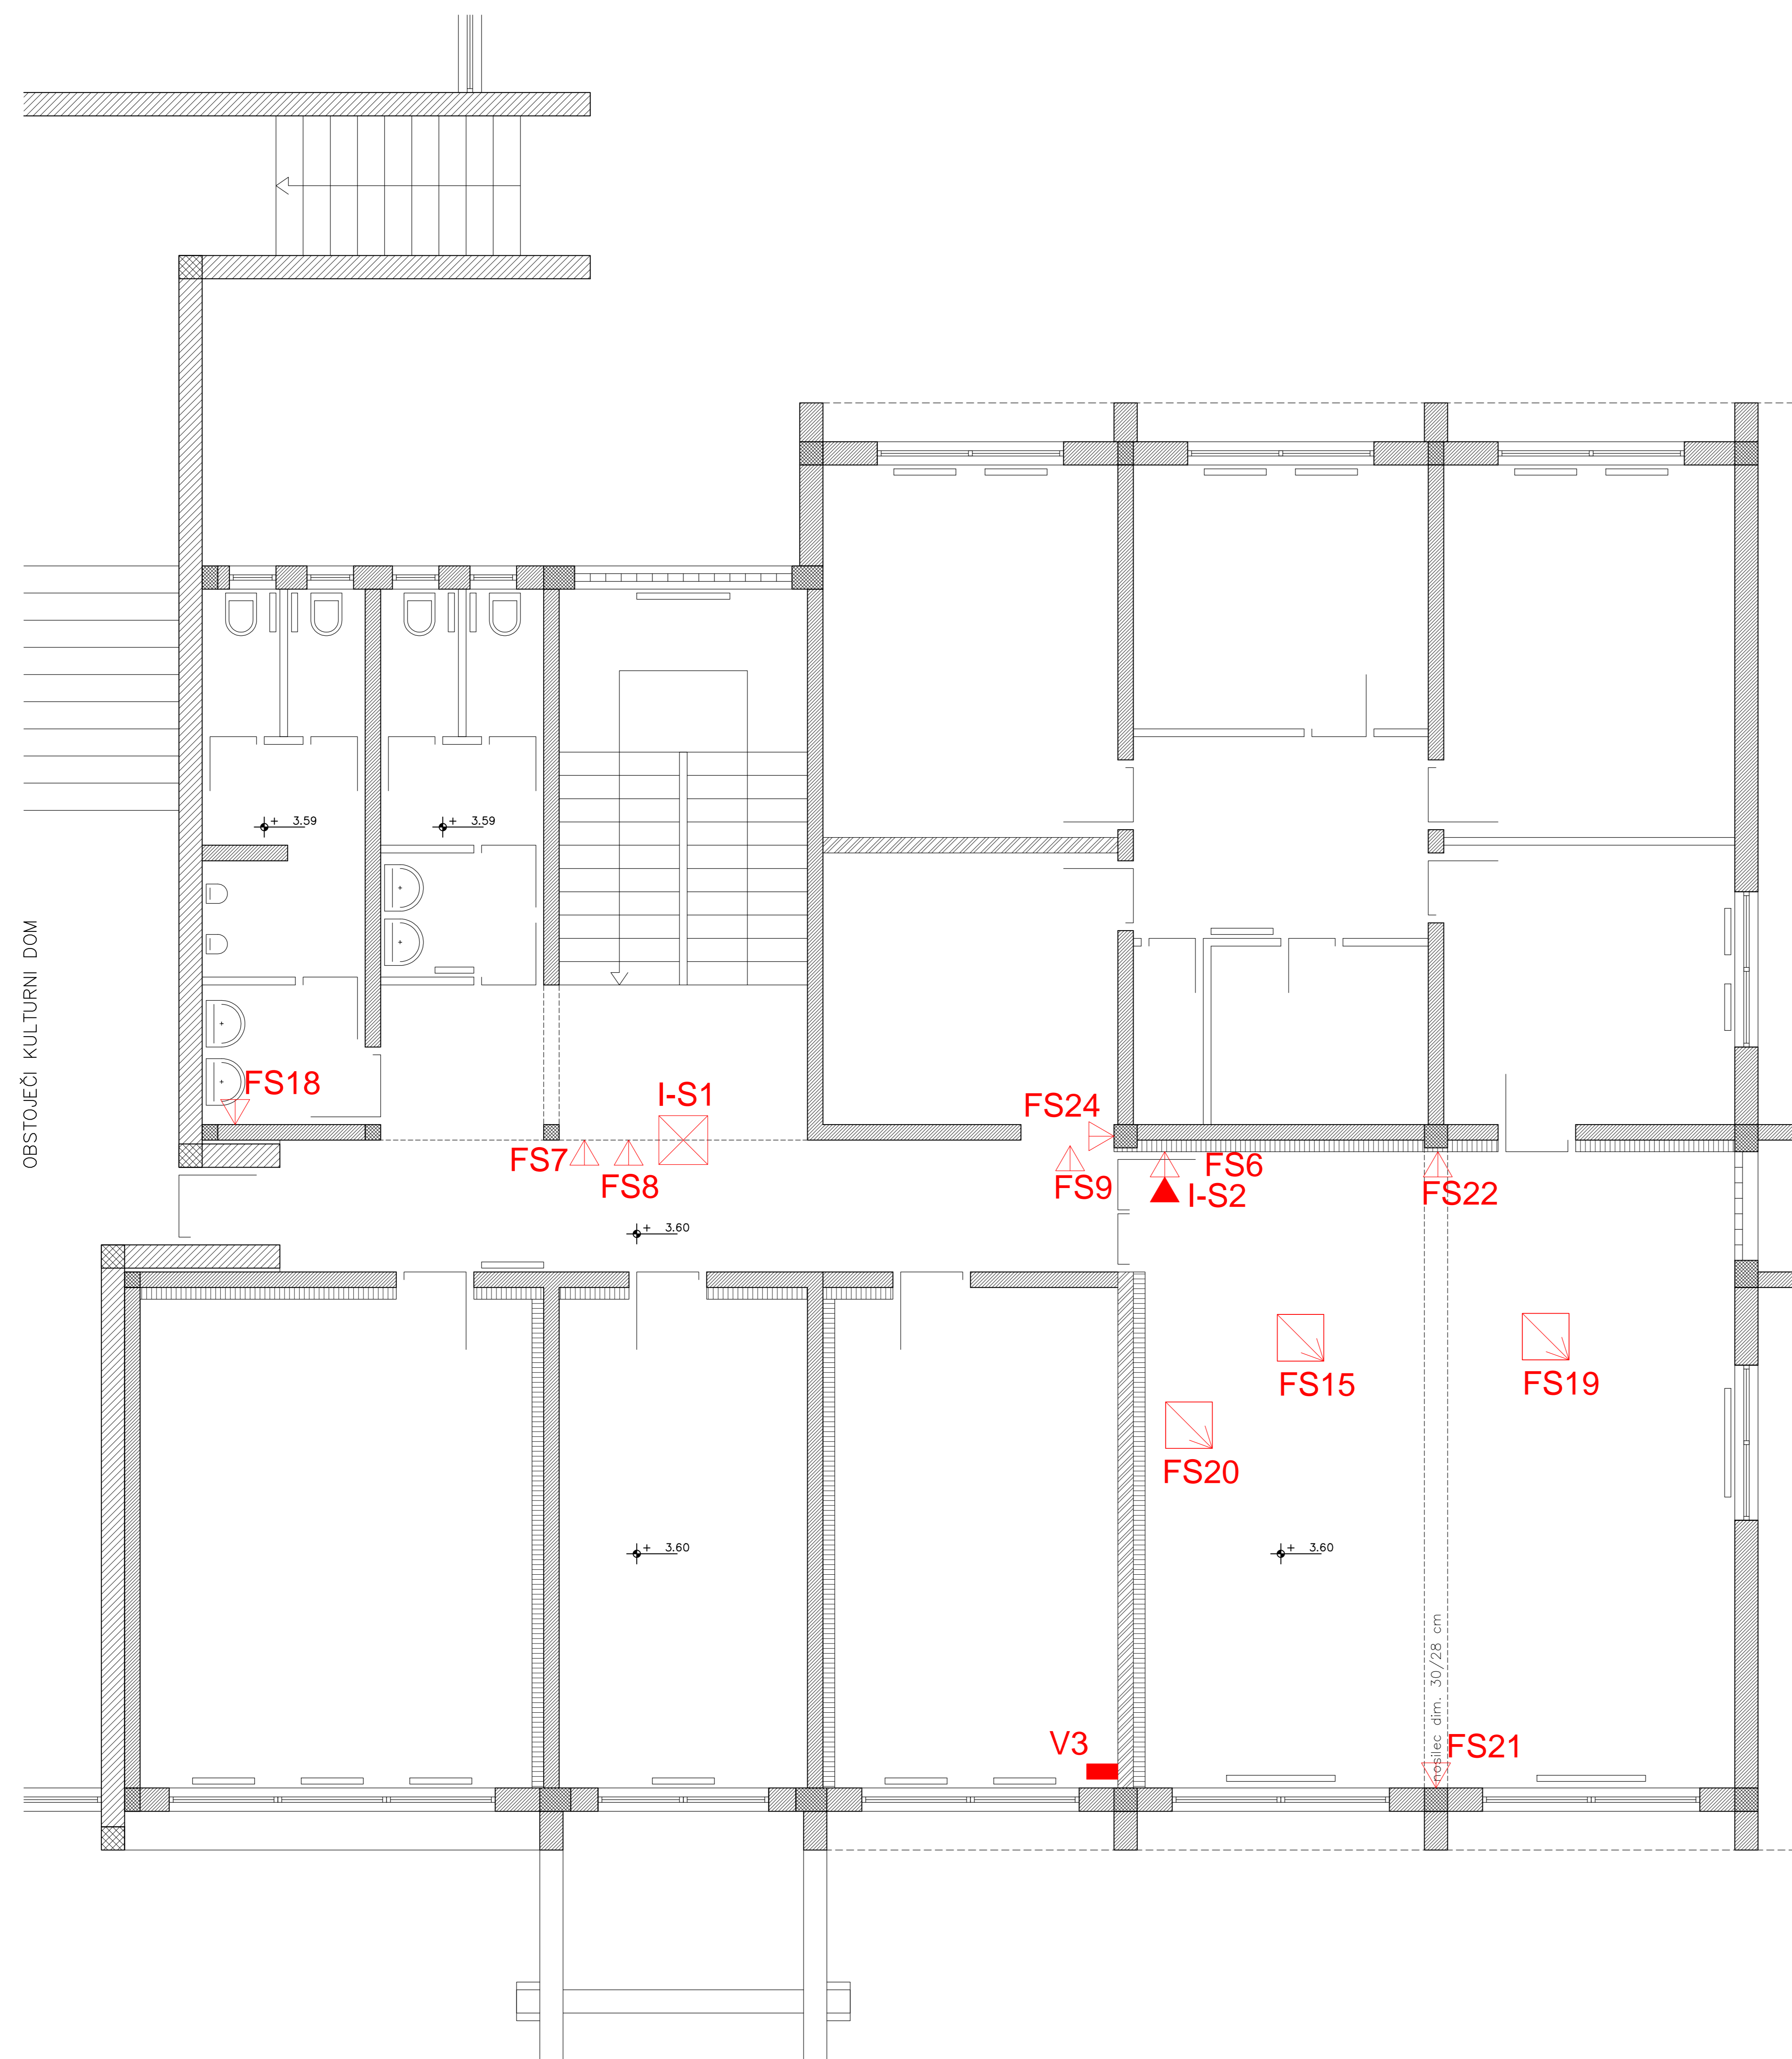 + 3.59
+ 3.59
OBSTOJEČI KULTURNI DOM
FS18
I-S1
FS24
FS7
FS8
FS9
FS6
I-S2
FS22
+ 3.60
FS15
FS19
FS20
+ 3.60
+ 3.60
nosilec dim. 30/28 cm
V3
FS21